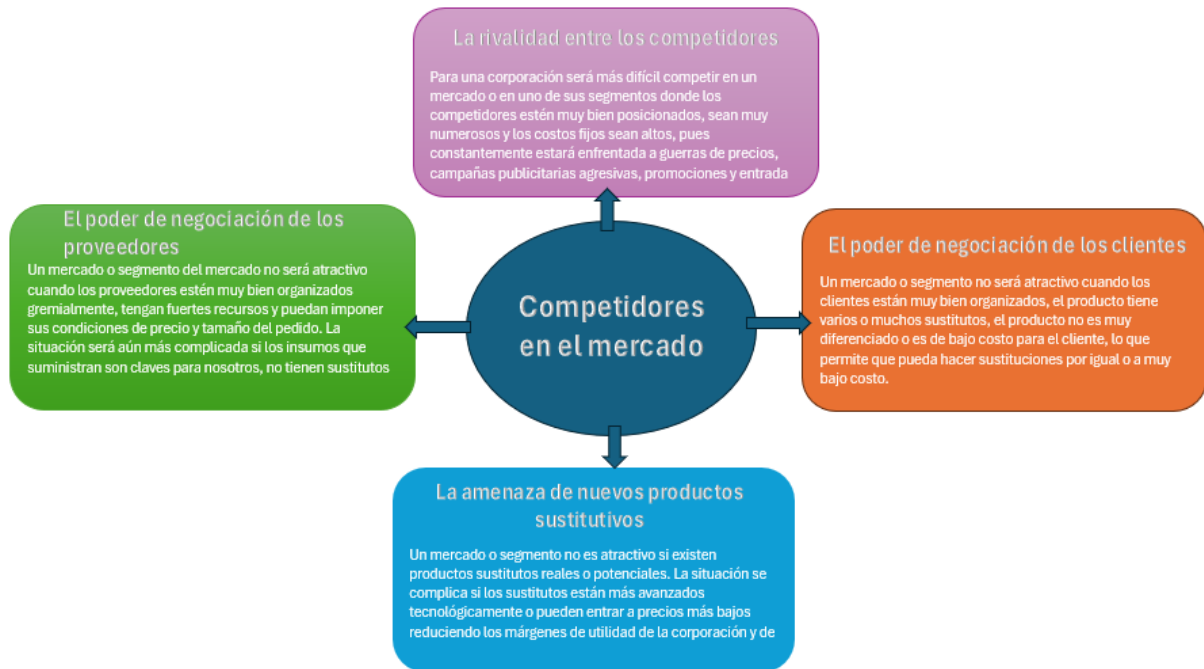 La rivalidad entre los competidores
Para una corporación será más difícil competir en un
mercado o en uno de sus segmentos donde los
competidores estén muy bien posicionados, sean muy
numerosos y los costos fijos sean altos, pues
constantemente estará enfrentada a guerras de precios,
campañas publicitarias agresivas, promociones y entrada
El poder de negociación de los
proveedores
Un mercado o segmento del mercado no será atractivo
cuando los proveedores estén muy bien organizados
gremialmente, tengan fuertes recursos y puedan imponer
sus condiciones de precio y tamaño del pedido. La
situación será aún más complicada si los insumos que
suministran son claves para nosotros, no tienen sustitutos
Competidores
en el mercado
El poder de negociación de los clientes
Un mercado o segmento no será atractivo cuando los
clientes están muy bien organizados, el producto tiene
varios o muchos sustitutos, el producto no es muy
diferenciado o es de bajo costo para el cliente, lo que
permite que pueda hacer sustituciones por igual o a muy
bajo costo.
La amenaza de nuevos productos
sustitutivos
Un mercado o segmento no es atractivo si existen
productos sustitutos reales o potenciales. La situación se
complica si los sustitutos están más avanzados
tecnológicamente o pueden entrar a precios más bajos
reduciendo los márgenes de utilidad de la corporación y de